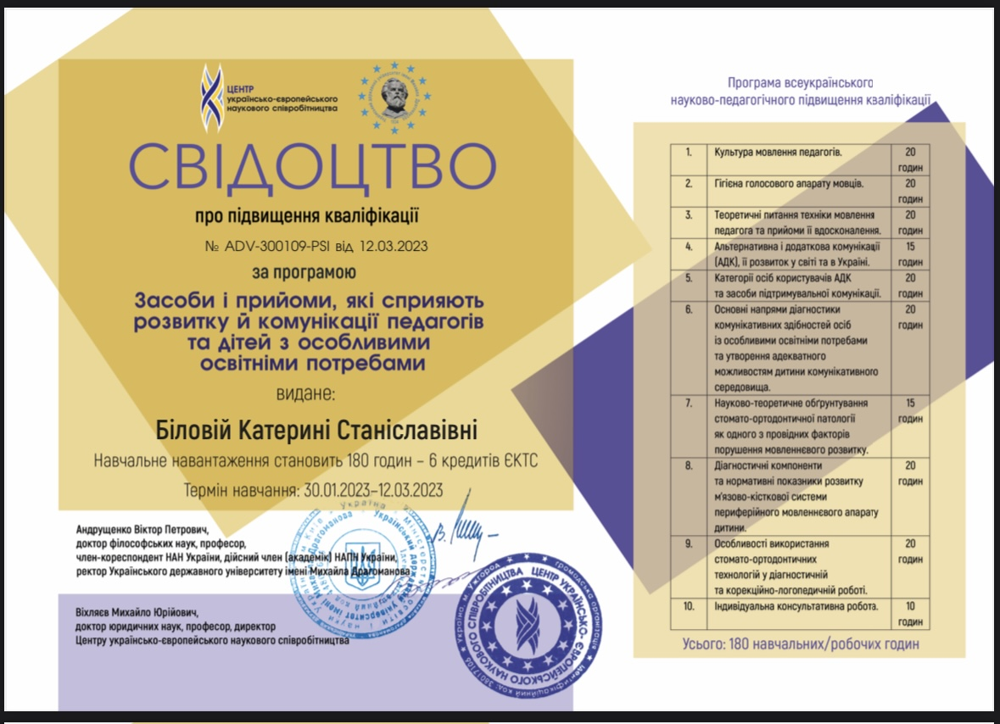 ЦЕНТР
українсько-європейського
наукового співробітництва
СВІДОЦТВО
про підвищення кваліфікації
№ ADV-300109-PSI від 12.03.2023
за програмою
Засоби і прийоми, які сприяють
розвитку й комунікації педагогів
та дітей з особливими
освітніми потребами
видане:
Біловій Катерині Станіславівні
Навчальне навантаження становить 180 годин – 6 кредитів ЄКТС
Термін навчання: 30.01.2023–12.03.2023
Андрущенко Віктор Петрович,
доктор філософських наук, професор,
член-кореспондент НАН України, дійсний член (академік) НАПН України,
ректор Українського державного університету імені Михайла Драгоманова
Віхляєв Михайло Юрійович,
доктор юридичних наук, професор, директор
Центру українсько-європейського наукового співробітництва
ЦЕНТР УКРАЇНСЬКО-ЄВРОПЕЙСЬКОГО НАУКОВОГО СПІВРОБІТНИЦТВА
Україна м. Ужгород громадська організація
Програма всеукраїнського
науково-педагогічного підвищення кваліфікації
1. Культура мовлення педагогів. 20
годин
2. Гігієна голосового апарату мовців. 20
годин
3. Теоретичні питання техніки мовлення 20
педагога та прийоми її вдосконалення. годин
4. Альтернативна і додаткова комунікації 15
(АДК), її розвиток у світі та в Україні. годин
5. Категорії осіб користувачів АДК 20
та засоби підтримувальної комунікації. годин
6. Основні напрями діагностики 20
комунікативних здібностей осіб годин
із особливими освітніми потребами
та утворення адекватного
можливостям дитини комунікативного
середовища.
7. Науково-теоретичне обґрунтування 15
стомато-ортодонтичної патології годин
як одного з провідних факторів
порушення мовленнєвого розвитку.
8. Діагностичні компоненти 20
та нормативні показники розвитку годин
м'язово-кісткової системи
периферійного мовленнєвого апарату
дитини.
9. Особливості використання 20
стомато-ортодонтичних годин
технологій у діагностичній
та корекційно-логопедичній роботі.
10. Індивідуальна консультативна робота. 10
годин
Усього: 180 навчальних/робочих годин